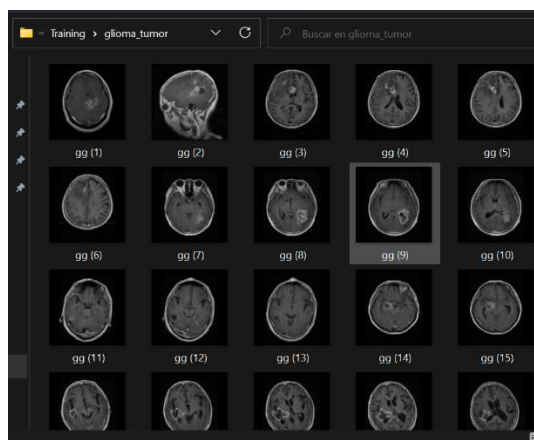 « Training > glioma_tumor
Buscar en glioma_tumor
gg (1) gg (2) gg (3) gg (4) gg (5)
gg (6) gg (7) gg (8) gg (9) gg (10)
gg (11) gg (12) gg (13) gg (14) gg (15)